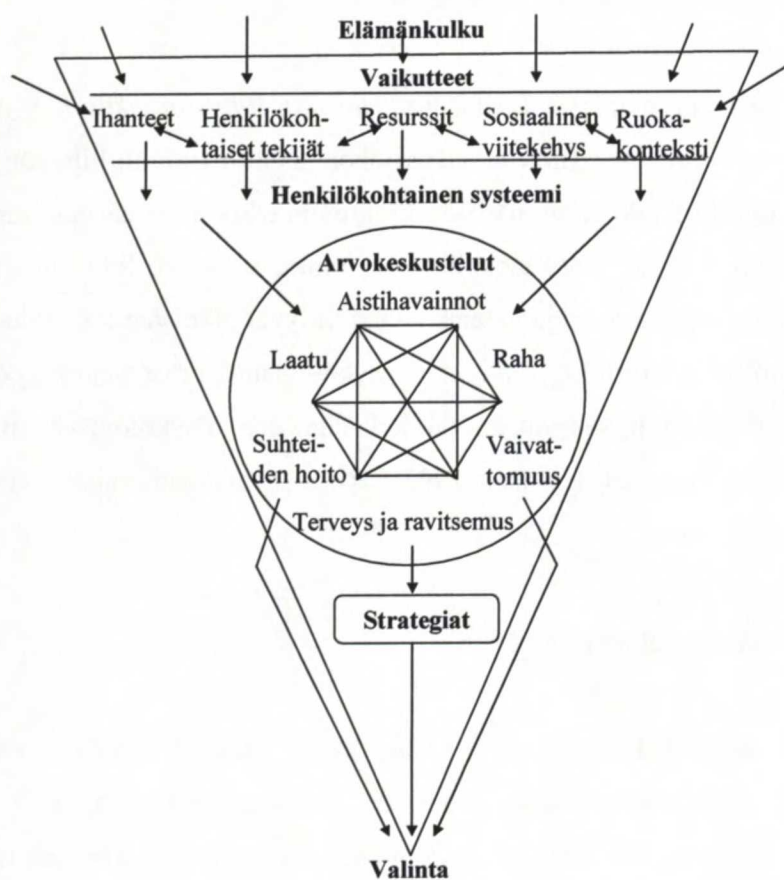 Elämänkulku
Vaikutteet
Ihanteet
Henkilökoh-
taiset tekijät
Resurssit
Sosiaalinen
viitekehys
Ruoka-
konteksti
Henkilökohtainen systeemi
Arvokeskustelut
Aistihavainnot
Laatu
Raha
Suhtei-
den hoito
Vaivat-
tomuus
Terveys ja ravitsemus
Strategiat
Valinta